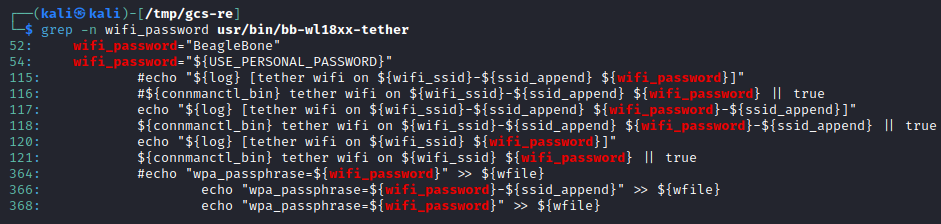 ┌──(kali㉿kali)-[/tmp/gcs-re]
└─$ grep -n wifi_password usr/bin/bb-wl18xx-tether
52:     wifi_password="BeagleBone"
54:     wifi_password="${USE_PERSONAL_PASSWORD}"
115:            #echo "${log} [tether wifi on ${wifi_ssid}-${ssid_append} ${wifi_password}]"
116:            #${connmanctl_bin} tether wifi on ${wifi_ssid}-${ssid_append} ${wifi_password} || true
117:            echo "${log} [tether wifi on ${wifi_ssid}-${ssid_append} ${wifi_password}-${ssid_append}]"
118:            ${connmanctl_bin} tether wifi on ${wifi_ssid}-${ssid_append} ${wifi_password}-${ssid_append} || true
120:            echo "${log} [tether wifi on ${wifi_ssid} ${wifi_password}]"
121:            ${connmanctl_bin} tether wifi on ${wifi_ssid} ${wifi_password} || true
364:            #echo "wpa_passphrase=${wifi_password}" >> ${wfile}
366:                    echo "wpa_passphrase=${wifi_password}-${ssid_append}" >> ${wfile}
368:                    echo "wpa_passphrase=${wifi_password}" >> ${wfile}